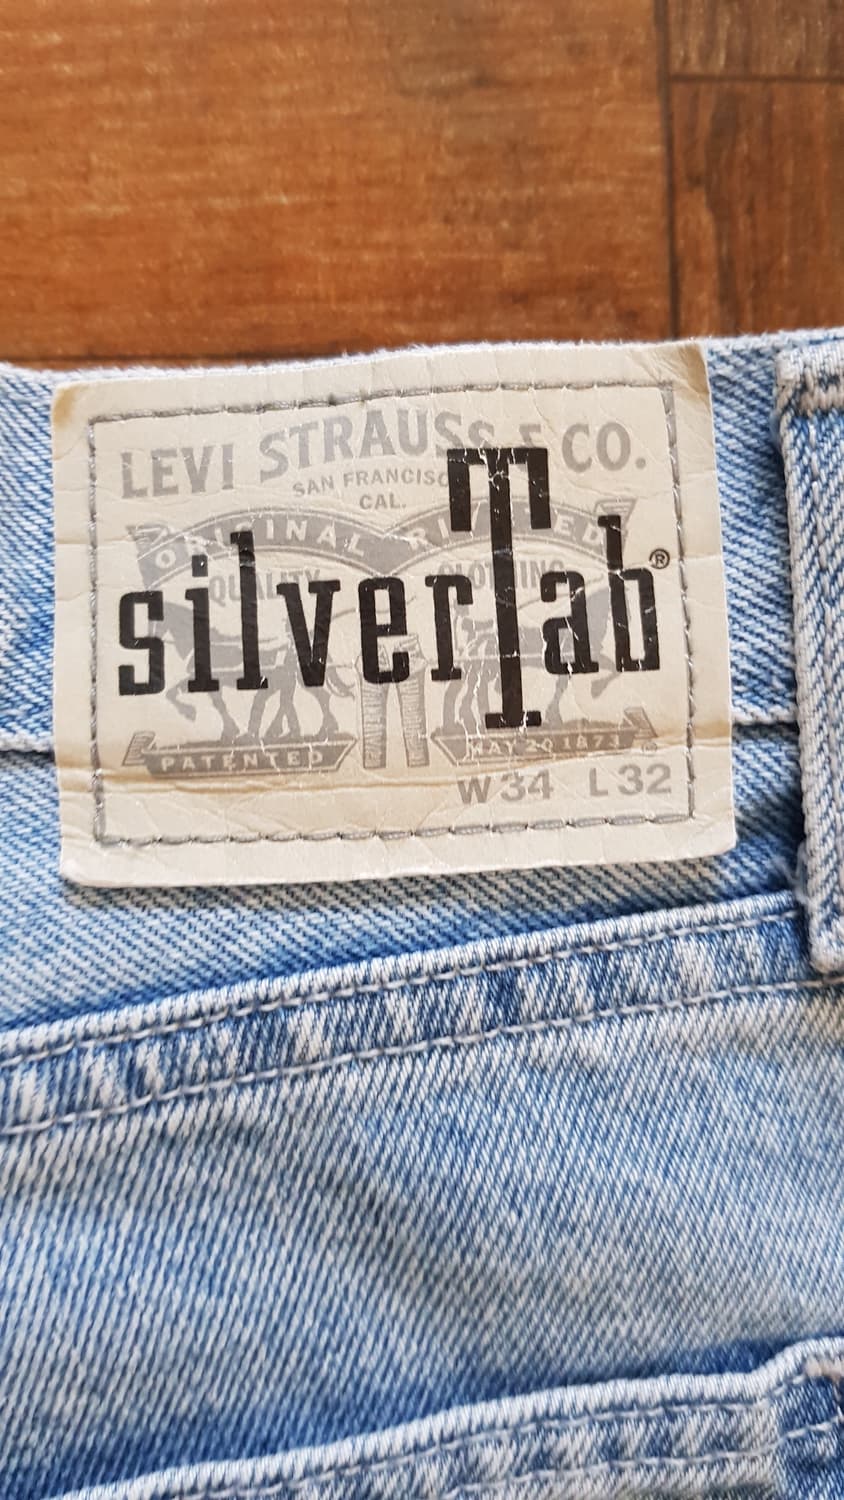 LEVI STRAUSS & CO.
SAN FRANCISCO
CAL.
ORIGINAL RIVETED
QUALITY CLOTHING
silverTab®
PATENTED MAY 20 1873
W34 L32